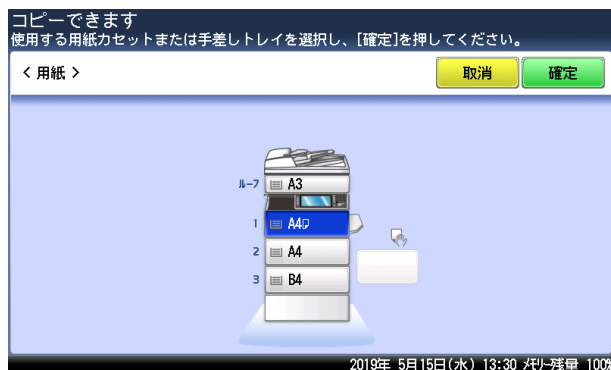 コピーできます
使用する用紙カセットまたは手差しトレイを選択し、[確定]を押してください。
< 用紙 >
取消
確定
ルーフ
A3
1
A4
2
A4
3
B4
2019年 5月15日(水) 13:30 メモリー残量 100%